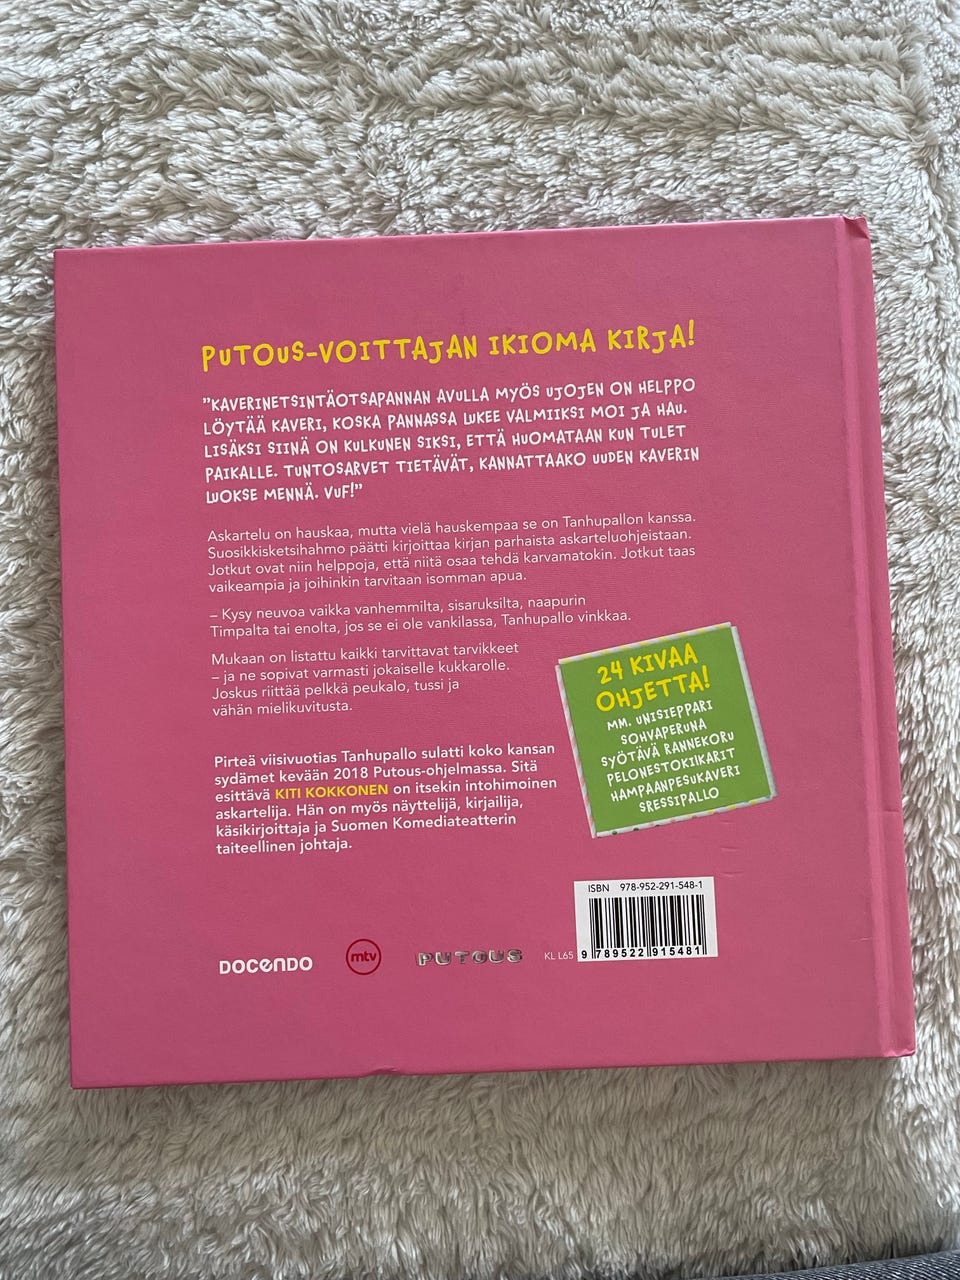 PUTOUS-VOITTAJAN IKIOMA KIRJA!
"KAVERINETSINTÄOTSAPANNAN AVULLA MYÖS UJOJEN ON HELPPO
LÖYTÄÄ KAVERI, KOSKA PANNASSA LUKEE VALMIIKSI MOI JA HAU.
LISÄKSI SIINÄ ON KULKUNEN SIKSI, ETTÄ HUOMATAAN KUN TULET
PAIKALLE. TUNTOSARVET TIETÄVÄT, KANNATTAAKO UUDEN KAVERIN
LUOKSE MENNÄ. VUF!"
Askartelu on hauskaa, mutta vielä hauskempaa se on Tanhupallon kanssa.
Suosikkisketsihahmo päätti kirjoittaa kirjan parhaista askarteluohjeistaan.
Jotkut ovat niin helppoja, että niitä osaa tehdä karvamatokin. Jotkut taas
vaikeampia ja joihinkin tarvitaan isomman apua.
– Kysy neuvoa vaikka vanhemmilta, sisaruksilta, naapurin
Timpalta tai enolta, jos se ei ole vankilassa, Tanhupallo vinkkaa.
Mukaan on listattu kaikki tarvittavat tarvikkeet
– ja ne sopivat varmasti jokaiselle kukkarolle.
Joskus riittää pelkkä peukalo, tussi ja
vähän mielikuvitusta.
Pirteä viisivuotias Tanhupallo sulatti koko kansan
sydämet kevään 2018 Putous-ohjelmassa. Sitä
esittävä KITI KOKKONEN on itsekin intohimoinen
askartelija. Hän on myös näyttelijä, kirjailija,
käsikirjoittaja ja Suomen Komediateatterin
taiteellinen johtaja.
24 KIVAA
OHJETTA!
MM. UNISIEPPARI
SOHVAPERUNA
SYÖTÄVÄ RANNEKORU
PELONESTOKILIKARIT
HAMPAANPESUKAVERI
SRESSIPALLO
ISBN 978-952-291-548-1
9 789522 915481
DOCENDO
mtv
PUTOUS
KL L65